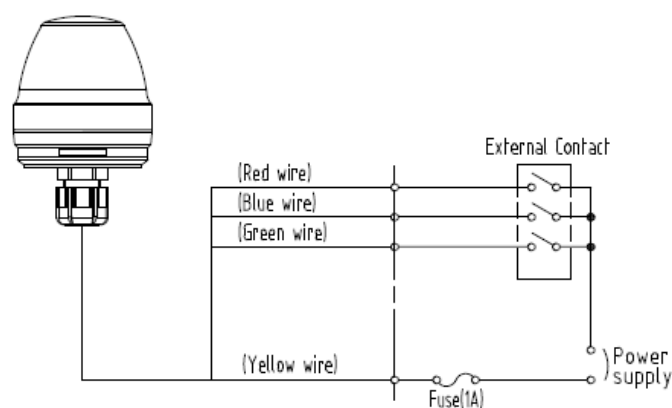 External Contact
(Red wire)
(Blue wire)
(Green wire)
(Yellow wire)
Fuse(1A)
Power
supply